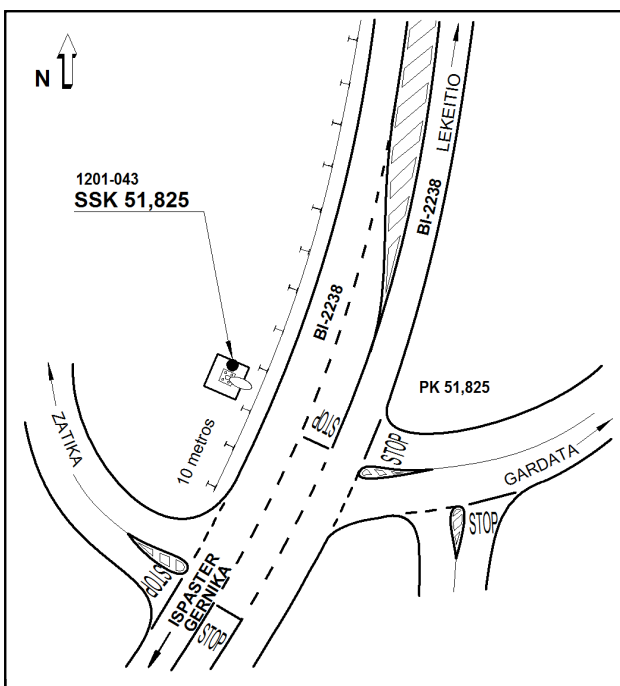 N
LEKEITIO
BI-2238
1201-043
SSK 51,825
BI-2238
PK 51,825
STOP
ZATIKA
10 metros
STOP
GARDATA
STOP
STOP
ISPASTER
GERNIKA
STOP